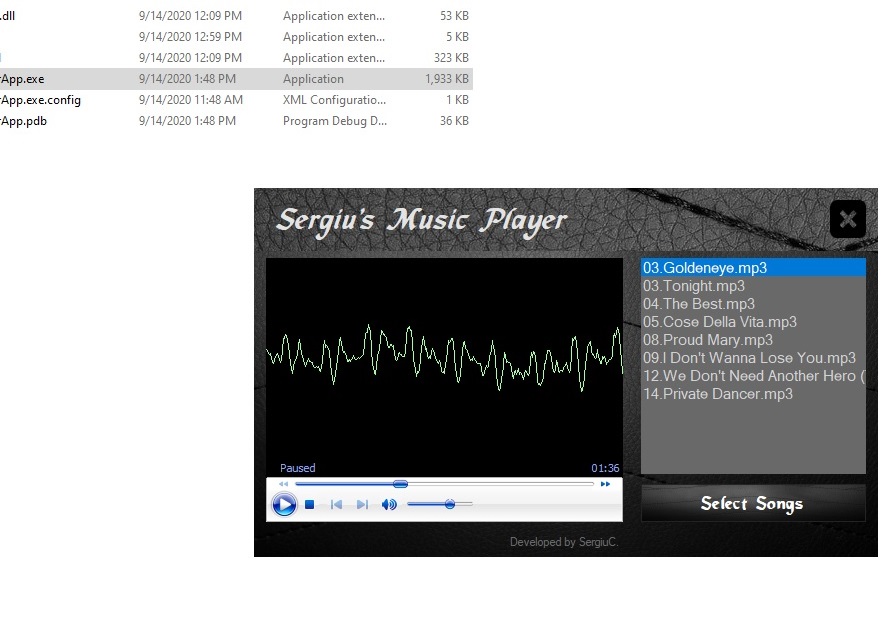 .dll 9/14/2020 12:09 PM Application exten... 53 KB
9/14/2020 12:59 PM Application exten... 5 KB
9/14/2020 12:09 PM Application exten... 323 KB
rApp.exe 9/14/2020 1:48 PM Application 1,933 KB
rApp.exe.config 9/14/2020 11:48 AM XML Configuratio... 1 KB
rApp.pdb 9/14/2020 1:48 PM Program Debug D... 36 KB
Sergiu's Music Player
03.Goldeneye.mp3
03.Tonight.mp3
04.The Best.mp3
05.Cose Della Vita.mp3
08.Proud Mary.mp3
09.I Don't Wanna Lose You.mp3
12.We Don't Need Another Hero (
14.Private Dancer.mp3
Paused 01:36
Select Songs
Developed by SergiuC.